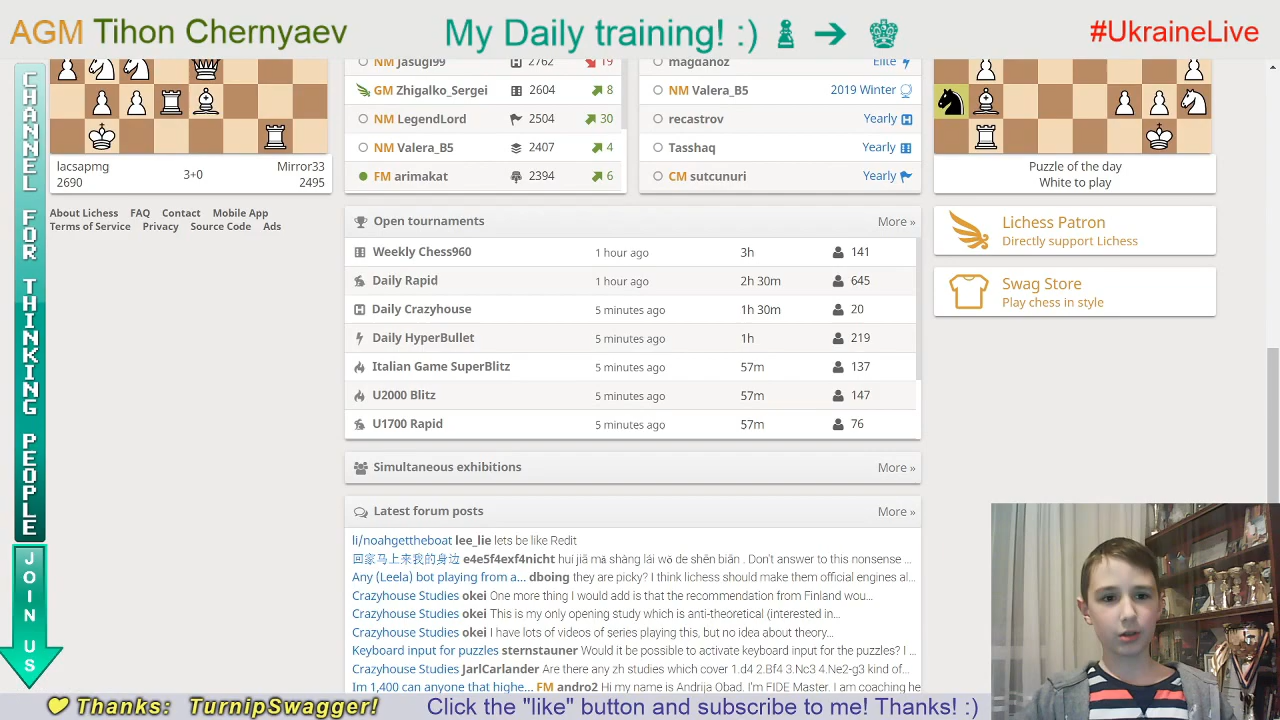 AGM Tihon Chernyaev
My Daily training! :)
#UkraineLive
CHANNEL FOR THINKING PEOPLE
JOIN US
lacsapmg
2690
3+0
Mirror33
2495
About Lichess FAQ Contact Mobile App
Terms of Service Privacy Source Code Ads
NM Jasugi99 2762 19
GM Zhigalko_Sergei 2604 8
NM LegendLord 2504 30
NM Valera_B5 2407 4
FM arimakat 2394 6
magdanoz Elite
NM Valera_B5 2019 Winter
recastrov Yearly
Tasshaq Yearly
CM sutcunuri Yearly
Puzzle of the day
White to play
Lichess Patron
Directly support Lichess
Swag Store
Play chess in style
Open tournaments More »
Weekly Chess960 1 hour ago 3h 141
Daily Rapid 1 hour ago 2h 30m 645
Daily Crazyhouse 5 minutes ago 1h 30m 20
Daily HyperBullet 5 minutes ago 1h 219
Italian Game SuperBlitz 5 minutes ago 57m 137
U2000 Blitz 5 minutes ago 57m 147
U1700 Rapid 5 minutes ago 57m 76
Simultaneous exhibitions More »
Latest forum posts More »
li/noahgettheboat lee_lie lets be like Redit
回家马上来我的身边 e4e5f4exf4nicht huí jiā mǎ shàng lái wǒ de shēn biān . Don't answer to this nonsense ...
Any (Leela) bot playing from a... dboing they are picky? I think lichess should make them official engines al...
Crazyhouse Studies okei One more thing I would add is that the recommendation from Finland wou...
Crazyhouse Studies okei This is my only opening study which is anti-theoretical (interested in...
Crazyhouse Studies okei I have lots of videos of series playing this, but no idea about theory...
Keyboard input for puzzles sternstauner Would it be possible to activate keyboard input for the puzzles? I ...
Crazyhouse Studies JarlCarlander Are there any zh studies which cover 1. d4 2.Bf4 3.Nc3 4.Ne2-g3 kind of...
Im 1,400 can anyone that highe... FM andro2 Hi my name is Andrija Obad. I'm FIDE Master. I am coaching he
Thanks: TurnipSwagger!
Click the "like" button and subscribe to me! Thanks! :)